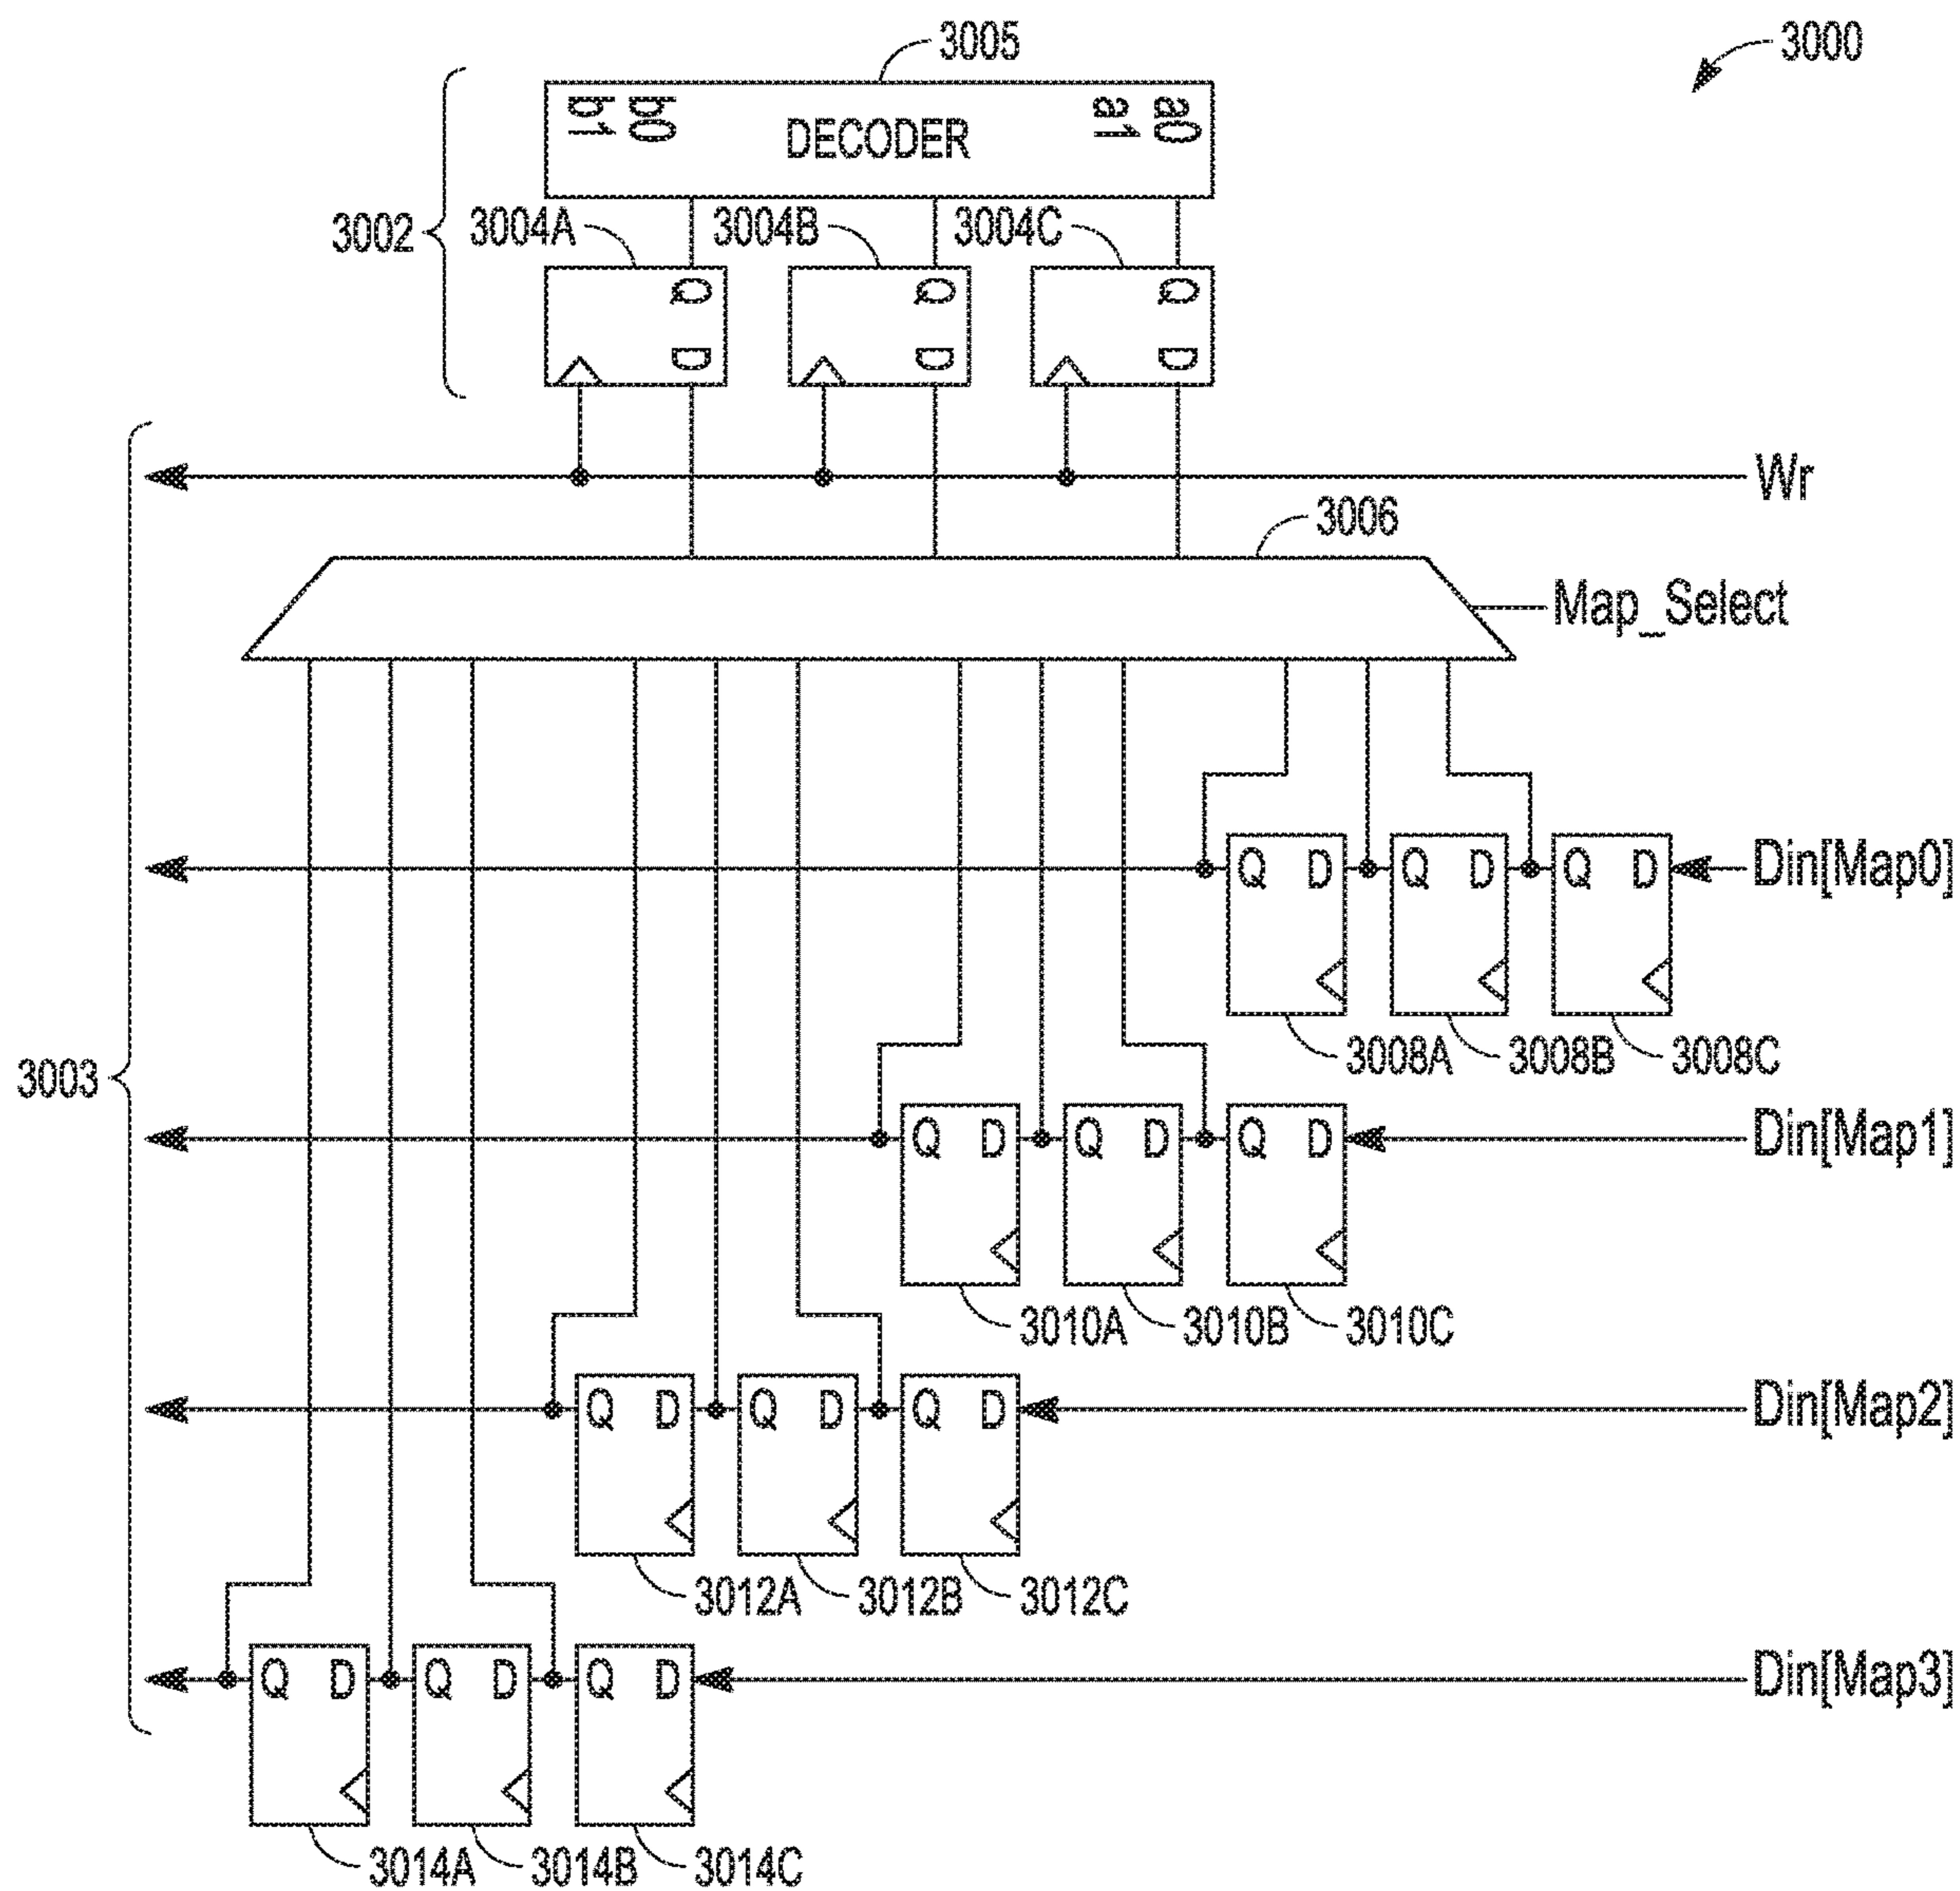 3005
3000
b1 b0 DECODER a1 a0
3002
3004A 3004B 3004C
Q Q Q
D D D
Wr
3006
Map_Select
Q D Q D Q D Din[Map0]
3008A 3008B 3008C
3003
Q D Q D Q D Din[Map1]
3010A 3010B 3010C
Q D Q D Q D Din[Map2]
3012A 3012B 3012C
Q D Q D Q D Din[Map3]
3014A 3014B 3014C